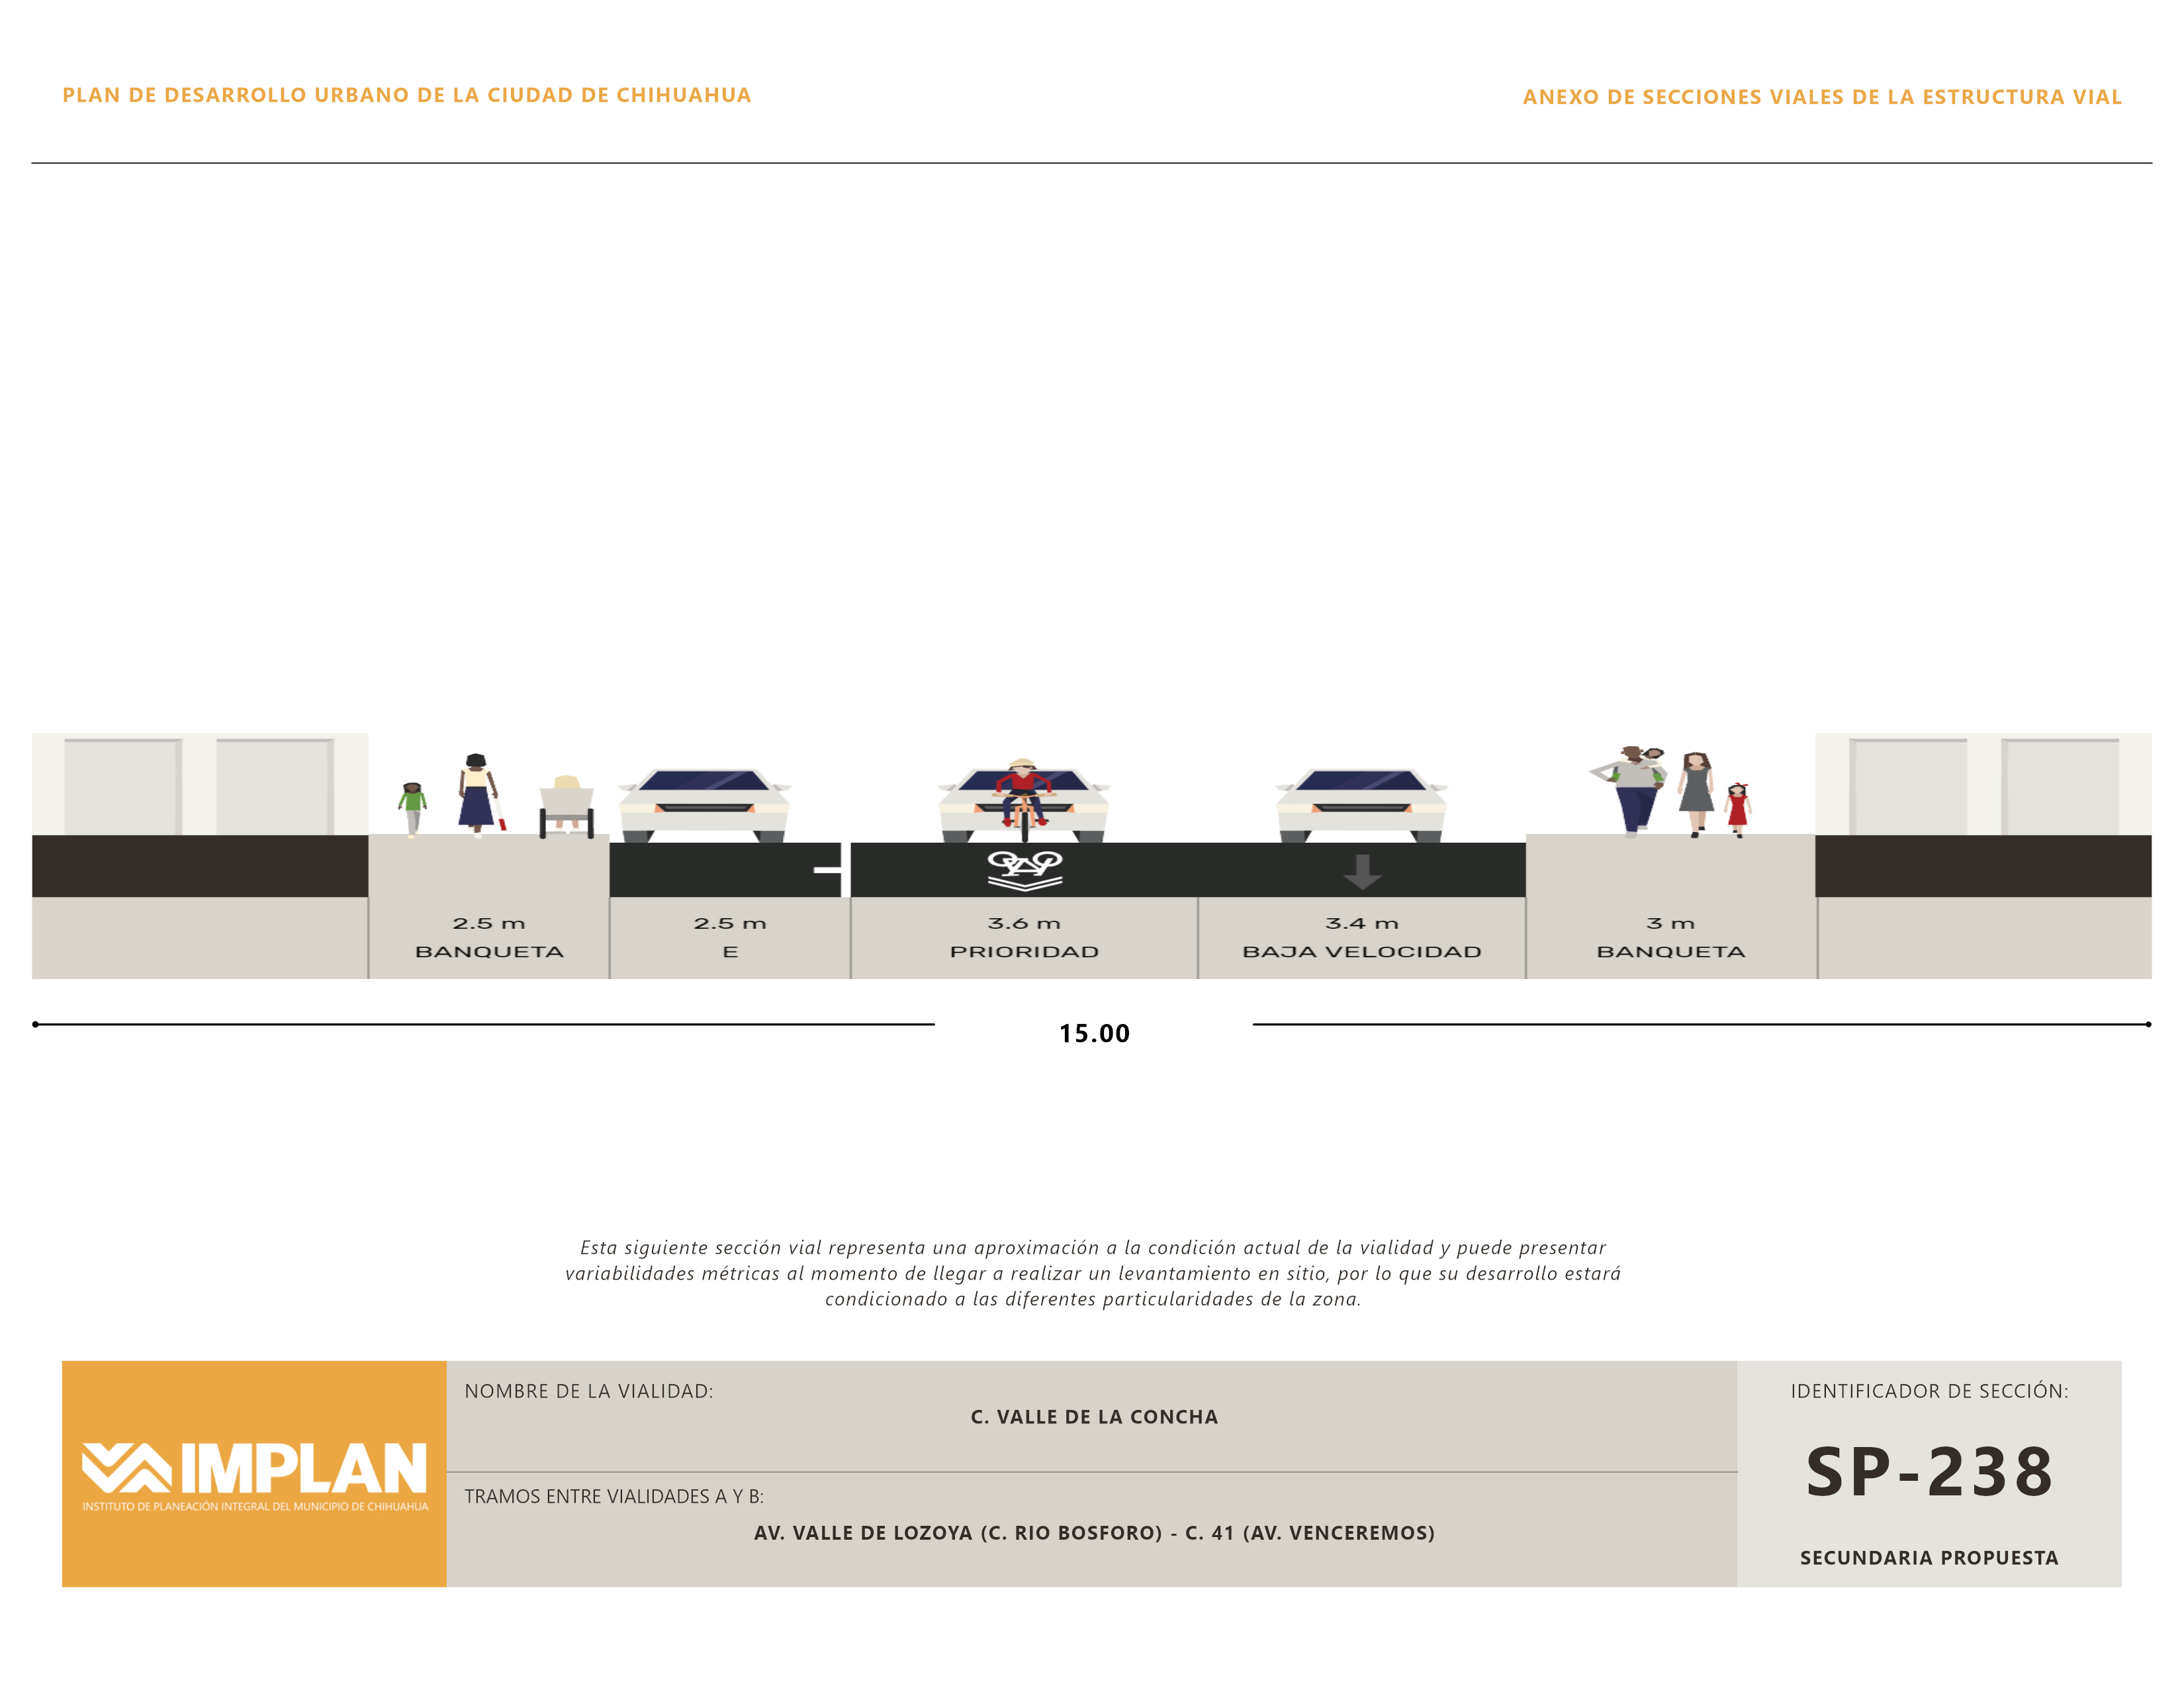 PLAN DE DESARROLLO URBANO DE LA CIUDAD DE CHIHUAHUA
ANEXO DE SECCIONES VIALES DE LA ESTRUCTURA VIAL
2.5 m
BANQUETA
2.5 m
E
3.6 m
PRIORIDAD
3.4 m
BAJA VELOCIDAD
3 m
BANQUETA
15.00
Esta siguiente sección vial representa una aproximación a la condición actual de la vialidad y puede presentar
variabilidades métricas al momento de llegar a realizar un levantamiento en sitio, por lo que su desarrollo estará
condicionado a las diferentes particularidades de la zona.
IMPLAN
INSTITUTO DE PLANEACIÓN INTEGRAL DEL MUNICIPIO DE CHIHUAHUA
NOMBRE DE LA VIALIDAD:
C. VALLE DE LA CONCHA
TRAMOS ENTRE VIALIDADES A Y B:
AV. VALLE DE LOZOYA (C. RIO BOSFORO) - C. 41 (AV. VENCEREMOS)
IDENTIFICADOR DE SECCIÓN:
SP-238
SECUNDARIA PROPUESTA